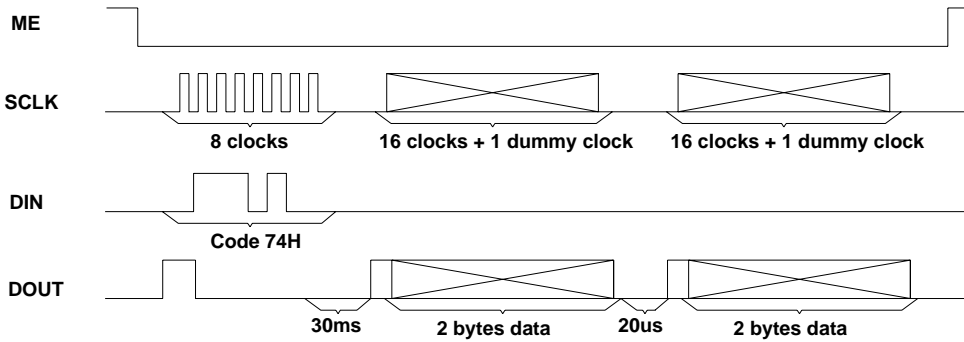 ME
SCLK
8 clocks
16 clocks + 1 dummy clock
16 clocks + 1 dummy clock
DIN
Code 74H
DOUT
30ms
2 bytes data
20us
2 bytes data